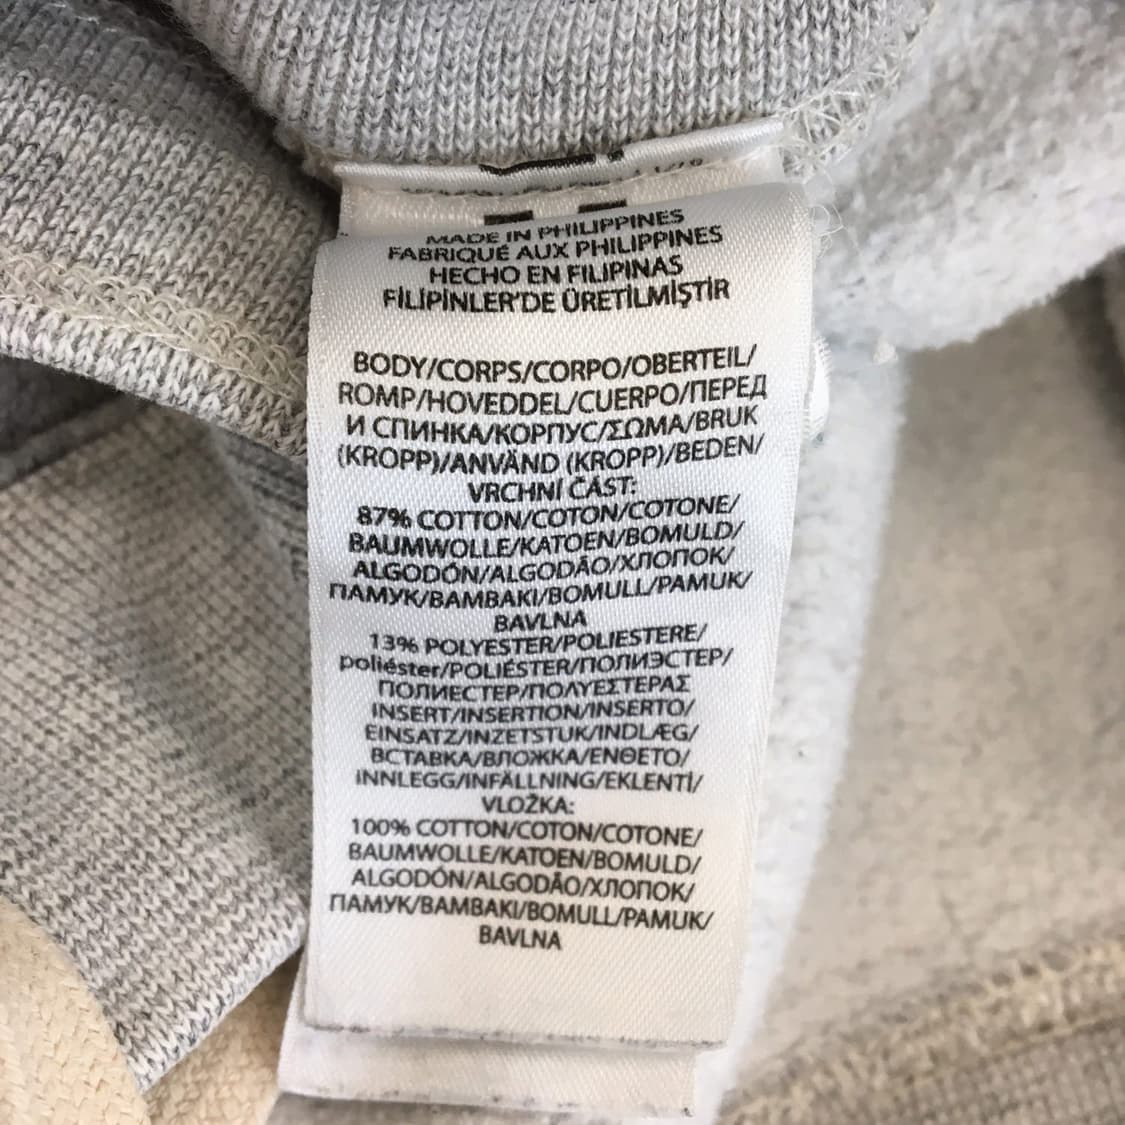 MADE IN PHILIPPINES
FABRIQUÉ AUX PHILIPPINES
HECHO EN FILIPINAS
FİLİPİNLER'DE ÜRETİLMİŞTİR
BODY/CORPS/CORPO/OBERTEIL/
ROMP/HOVEDDEL/CUERPO/ПЕРЕД
И СПИНКА/КОРПУС/ΣΩΜΑ/BRUK
(KROPP)/ANVÄND (KROPP)/BEDEN/
VRCHNÍ ČÁST:
87% COTTON/COTON/COTONE/
BAUMWOLLE/KATOEN/BOMULD/
ALGODÓN/ALGODÃO/ХЛОПОК/
ПАМУК/ΒΑΜΒΑΚΙ/BOMULL/PAMUK/
BAVLNA
13% POLYESTER/POLIESTERE/
poliéster/POLIÉSTER/ПОЛИЭСТЕР/
ПОЛИЕСТЕР/ΠΟΛΥΕΣΤΕΡΑΣ
INSERT/INSERTION/INSERTO/
EINSATZ/INZETSTUK/INDLÆG/
ВСТАВКА/ВЛОЖКА/ΕΝΘΕΤΟ/
INNLEGG/INFÄLLNING/EKLENTİ/
VLOŽKA:
100% COTTON/COTON/COTONE/
BAUMWOLLE/KATOEN/BOMULD/
ALGODÓN/ALGODÃO/ХЛОПОК/
ПАМУК/ΒΑΜΒΑΚΙ/BOMULL/PAMUK/
BAVLNA